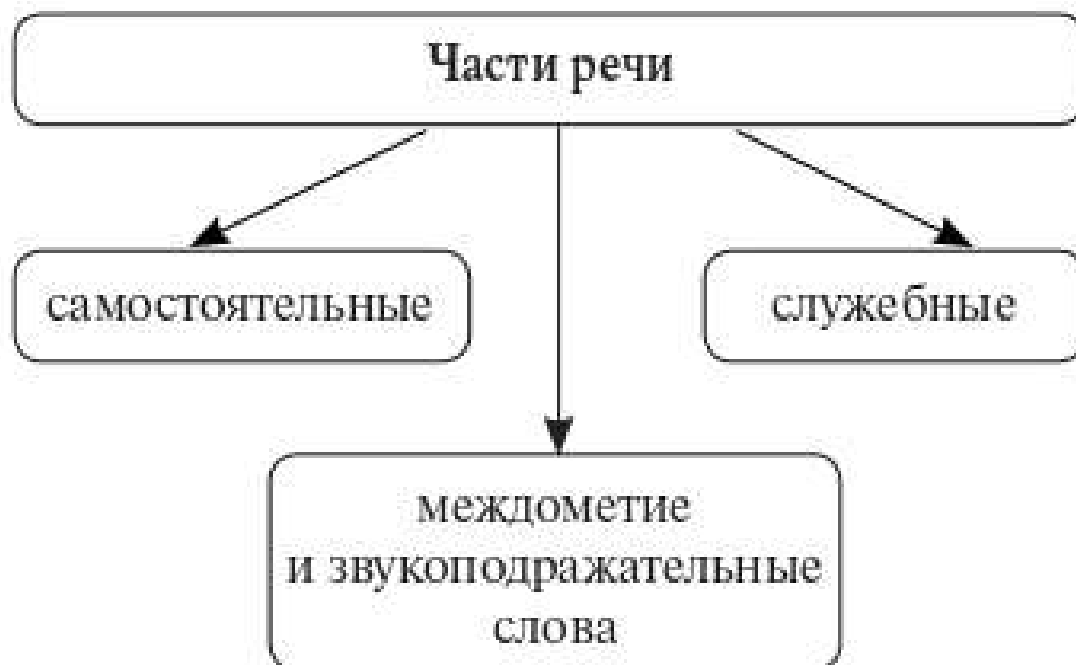 Части речи
самостоятельные
служебные
междометие
и звукоподражательные
слова